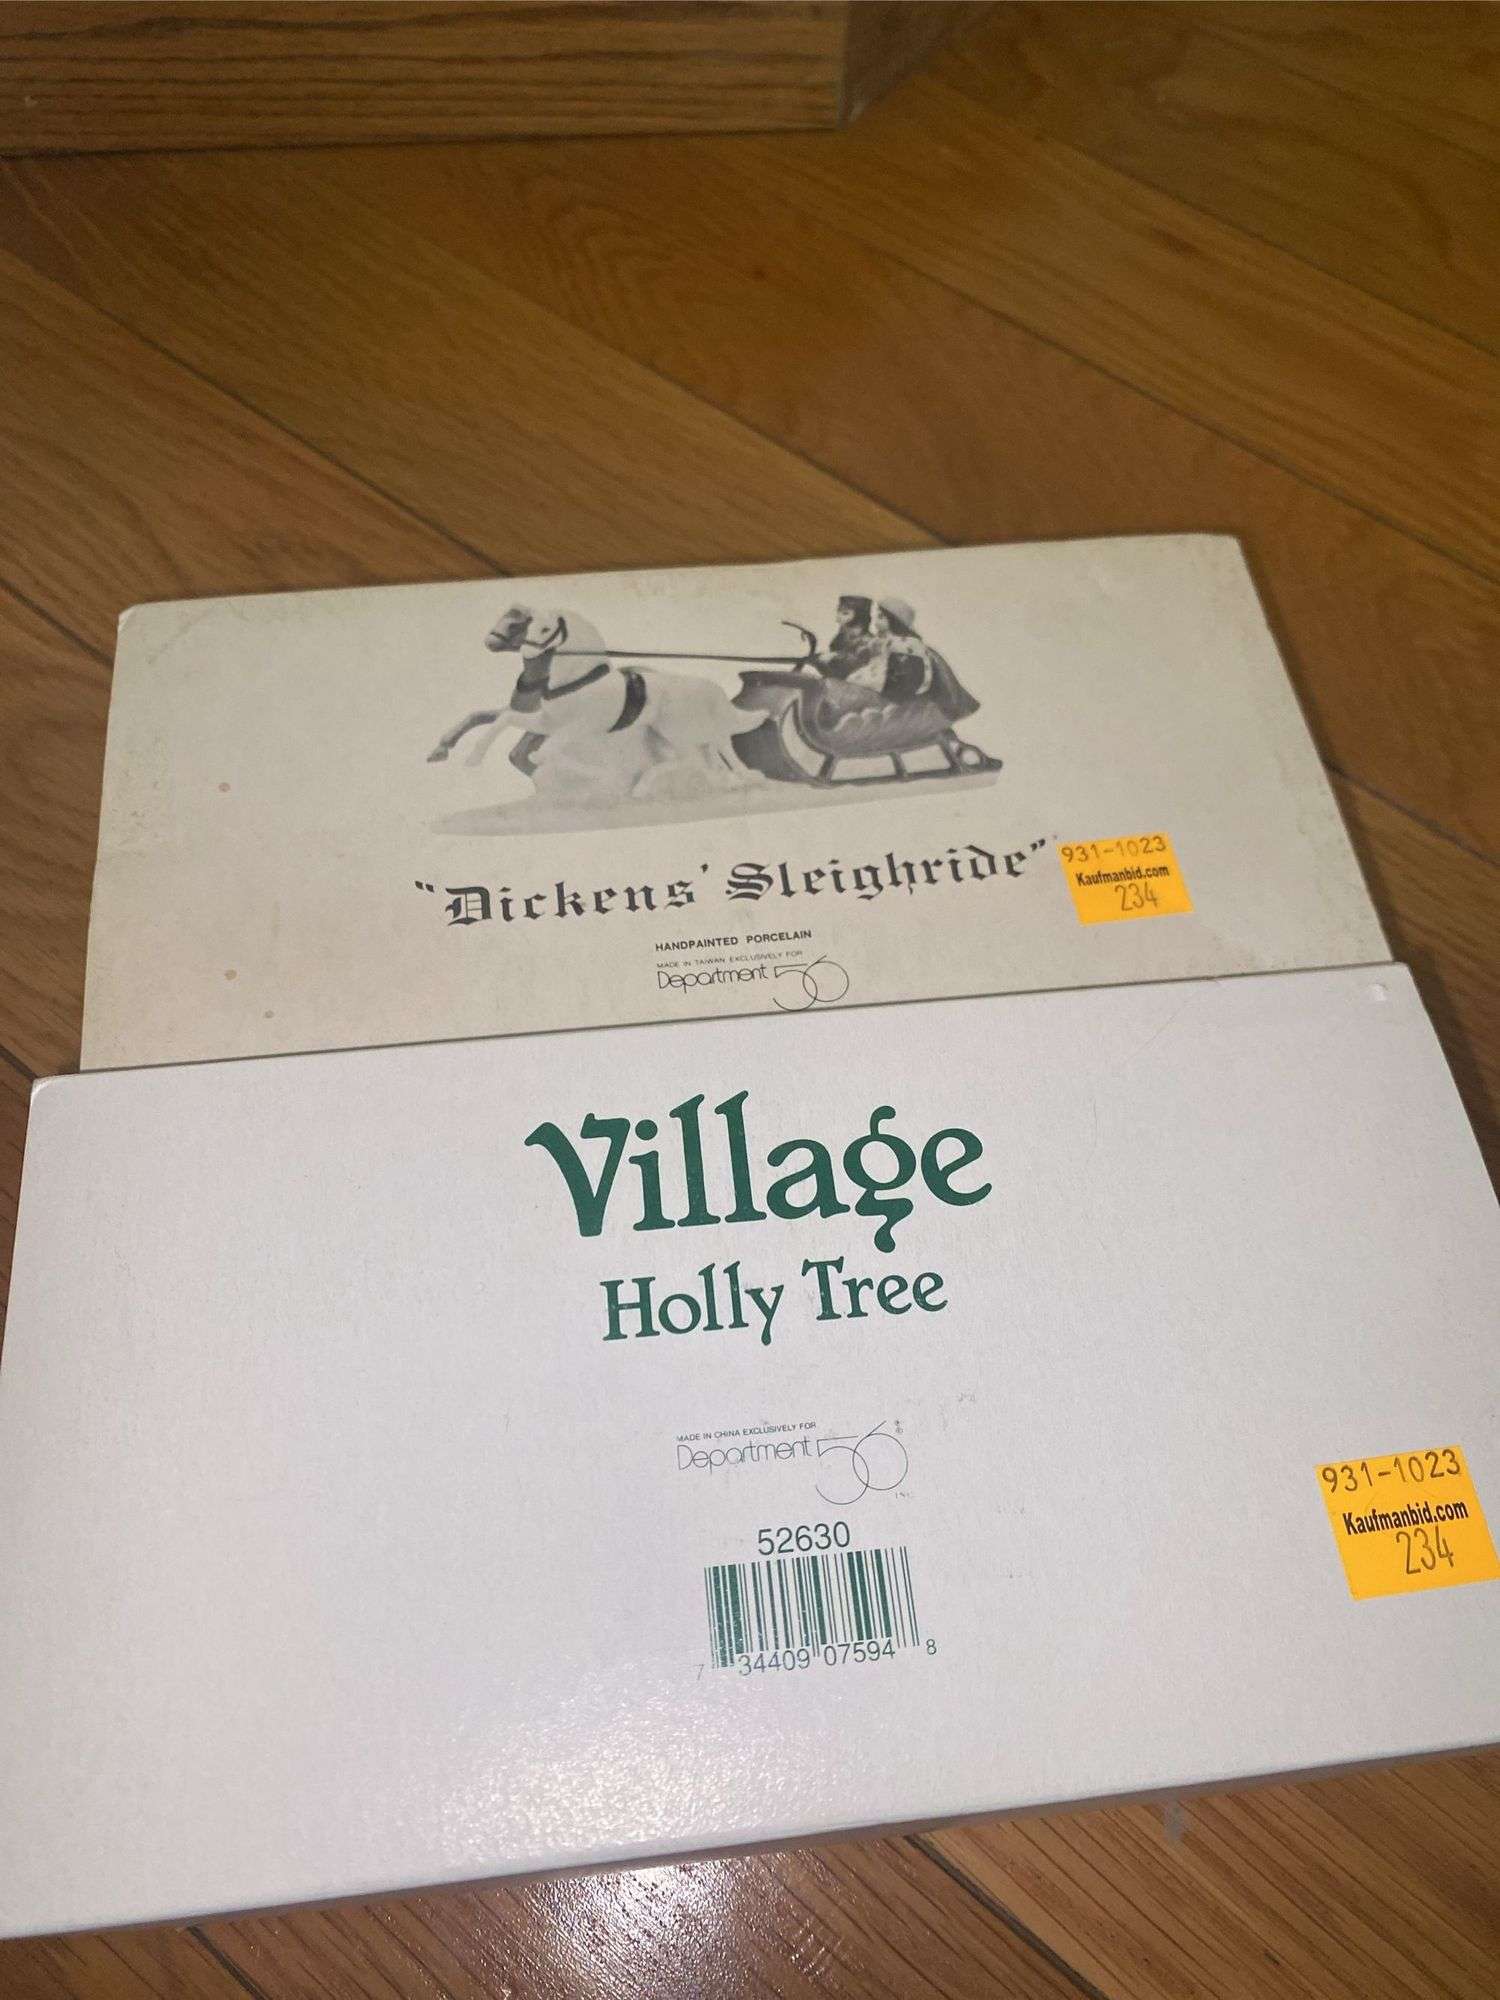 "Dickens' Sleighride"
931-1023
Kaufmanbid.com
234
HANDPAINTED PORCELAIN
MADE IN TAIWAN EXCLUSIVELY FOR
Department 56
Village
Holly Tree
MADE IN CHINA EXCLUSIVELY FOR
Department 56 ®
INC.
931-1023
Kaufmanbid.com
234
52630
7 34409 07594 8